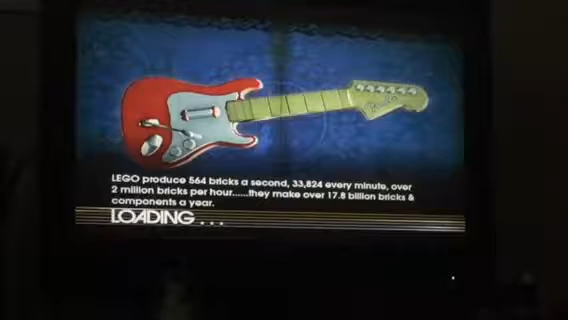 LEGO produce 564 bricks a second, 33,824 every minute, over
2 million bricks per hour......they make over 17.8 billion bricks &
components a year.
LOADING...